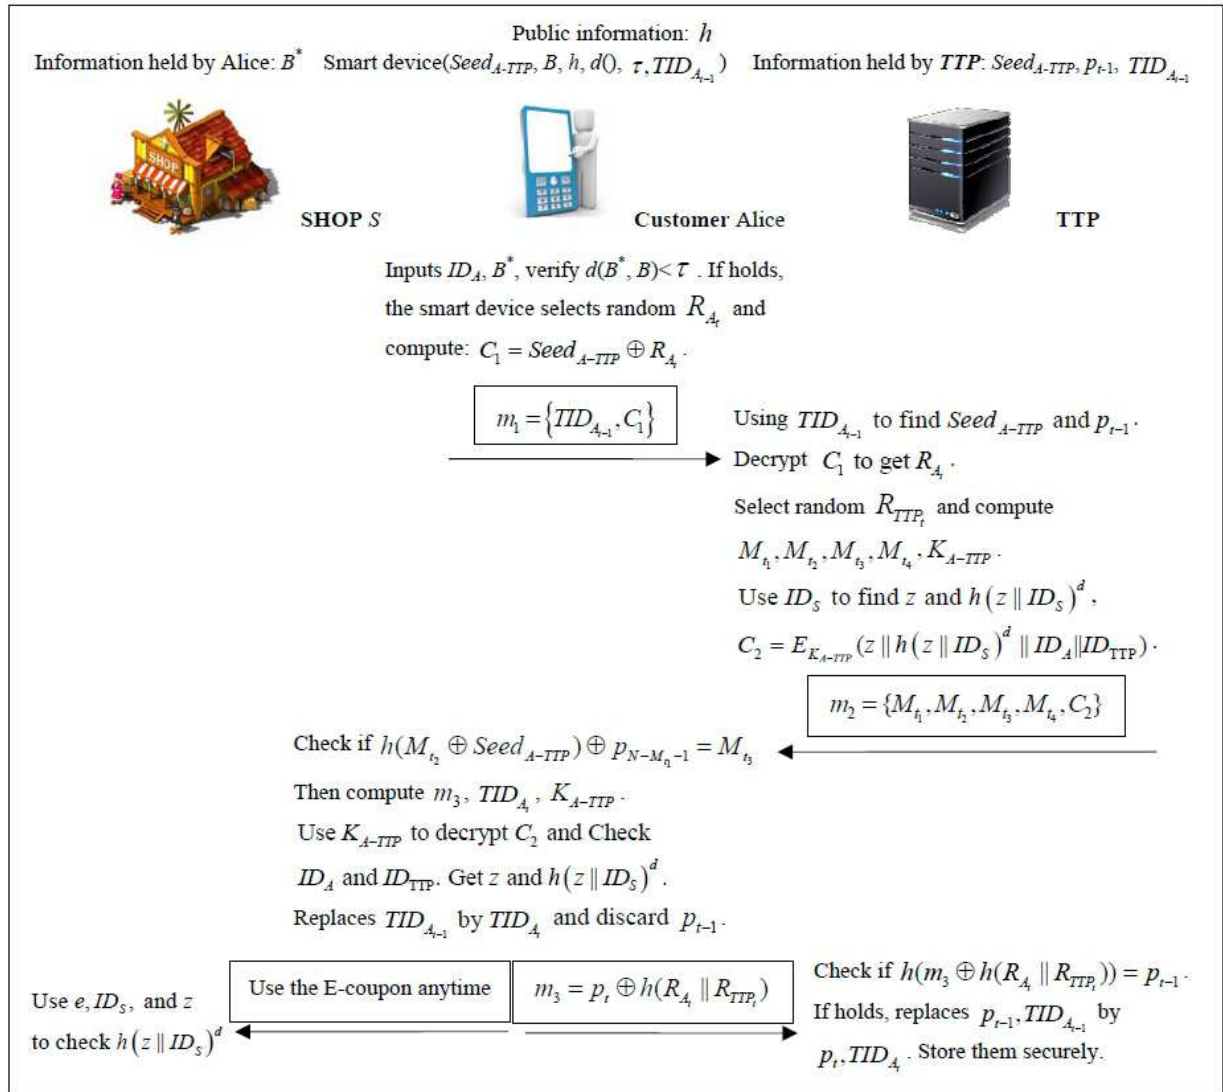 Public information: h
Information held by Alice: B* Smart device(Seed_{A-TTP}, B, h, d(), τ, TID_{A_{t-1}}) Information held by TTP: Seed_{A-TTP}, p_{t-1}, TID_{A_{t-1}}
SHOP
SHOP S Customer Alice TTP
Inputs ID_A, B*, verify d(B*, B)< τ . If holds,
the smart device selects random R_{A_t} and
compute: C_1 = Seed_{A-TTP} ⊕ R_{A_t} .
m_1 = {TID_{A_{t-1}}, C_1}
Using TID_{A_{t-1}} to find Seed_{A-TTP} and p_{t-1} .
Decrypt C_1 to get R_{A_t} .
Select random R_{TTP_t} and compute
M_{t_1}, M_{t_2}, M_{t_3}, M_{t_4}, K_{A-TTP} .
Use ID_S to find z and h(z || ID_S)^d ,
C_2 = E_{K_{A-TTP}}(z || h(z || ID_S)^d || ID_A||ID_{TTP}) .
m_2 = {M_{t_1}, M_{t_2}, M_{t_3}, M_{t_4}, C_2}
Check if h(M_{t_2} ⊕ Seed_{A-TTP}) ⊕ p_{N-M_{t_1}-1} = M_{t_3}
Then compute m_3, TID_{A_t}, K_{A-TTP} .
Use K_{A-TTP} to decrypt C_2 and Check
ID_A and ID_{TTP}. Get z and h(z || ID_S)^d .
Replaces TID_{A_{t-1}} by TID_{A_t} and discard p_{t-1} .
Use the E-coupon anytime
m_3 = p_t ⊕ h(R_{A_t} || R_{TTP_t})
Use e, ID_S, and z
to check h(z || ID_S)^d
Check if h(m_3 ⊕ h(R_{A_t} || R_{TTP_t})) = p_{t-1} .
If holds, replaces p_{t-1}, TID_{A_{t-1}} by
p_t, TID_{A_t} . Store them securely.